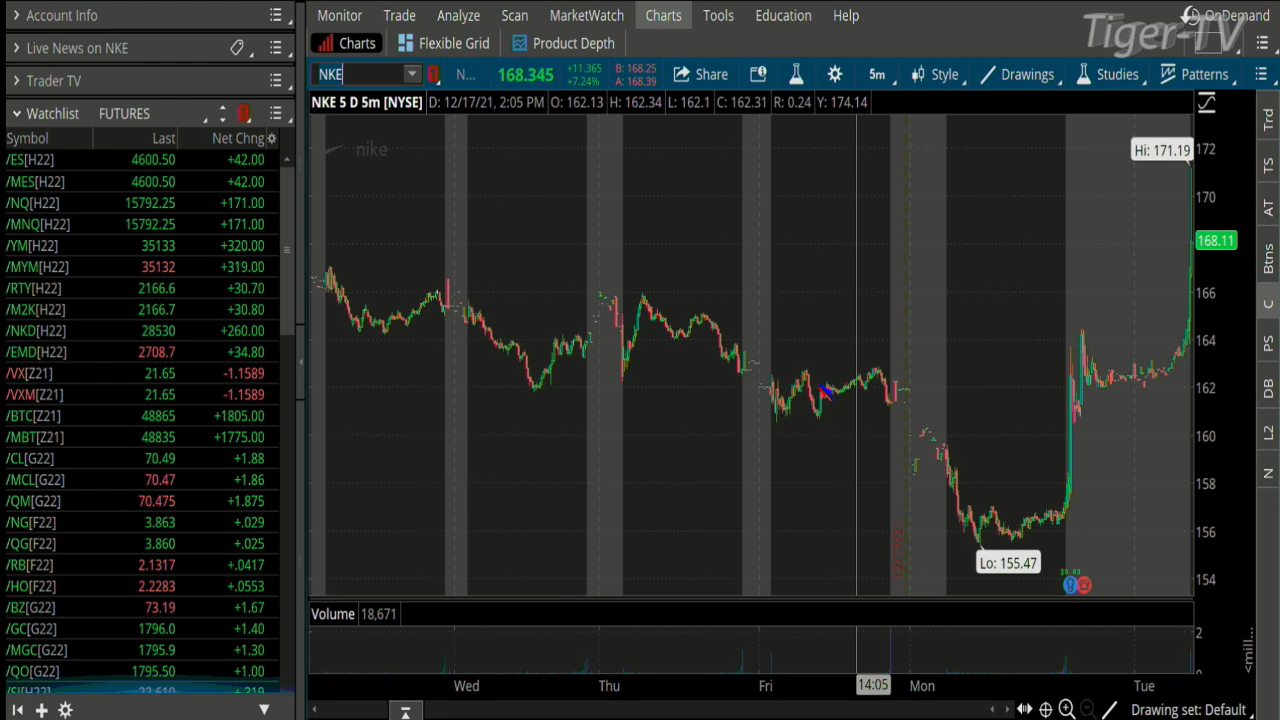 Account Info
Live News on NKE
Trader TV
Watchlist FUTURES
Symbol Last Net Chng
/ES[H22] 4600.50 +42.00
/MES[H22] 4600.50 +42.00
/NQ[H22] 15792.25 +171.00
/MNQ[H22] 15792.25 +171.00
/YM[H22] 35133 +320.00
/MYM[H22] 35132 +319.00
/RTY[H22] 2166.6 +30.70
/M2K[H22] 2166.7 +30.80
/NKD[H22] 28530 +260.00
/EMD[H22] 2708.7 +34.80
/VX[Z21] 21.65 -1.1589
/VXM[Z21] 21.65 -1.1589
/BTC[Z21] 48865 +1805.00
/MBT[Z21] 48835 +1775.00
/CL[G22] 70.49 +1.88
/MCL[G22] 70.47 +1.86
/QM[G22] 70.475 +1.875
/NG[F22] 3.863 +.029
/QG[F22] 3.860 +.025
/RB[F22] 2.1317 +.0417
/HO[F22] 2.2283 +.0553
/BZ[G22] 73.19 +1.67
/GC[G22] 1796.0 +1.40
/MGC[G22] 1795.9 +1.30
/QO[G22] 1795.50 +1.00
/SI[H22] 22.610 +.319
Monitor Trade Analyze Scan MarketWatch Charts Tools Education Help
OnDemand
Tiger-TV
Charts Flexible Grid Product Depth
NKE N... 168.345 +11.365 +7.24% B: 168.25 A: 168.39 Share 5m Style Drawings Studies Patterns
NKE 5 D 5m [NYSE] D: 12/17/21, 2:05 PM O: 162.13 H: 162.34 L: 162.1 C: 162.31 R: 0.24 Y: 174.14
nike
Hi: 171.19
172
170
168.11
166
164
162
160
158
156
154
Lo: 155.47
$0.83
Volume 18,671
2
1
<mill...
Wed Thu Fri 14:05 Mon Tue
Drawing set: Default
Trd
TS
AT
Btns
C
PS
DB
L2
N